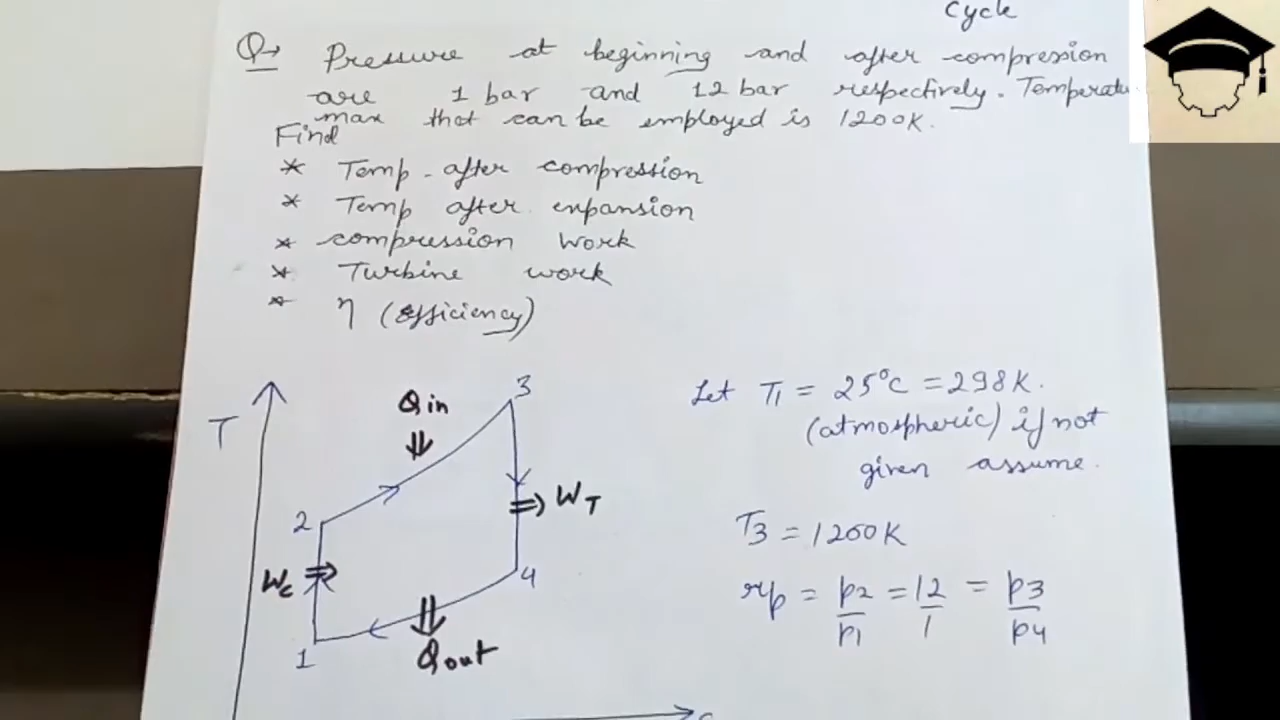 Cycle
Q→ Pressure at beginning and after compression
are 1 bar and 12 bar respectively. Temperatu
max that can be employed is 1200K.
Find
* Temp. after compression
* Temp after expansion
* compression work
* Turbine work
* η (efficiency)
T
Q in
3
2
Wc
WT
4
1
Q out
Let T1 = 25°C = 298K.
(atmospheric) if not
given assume.
T3 = 1200K
rp = p2/p1 = 12/1 = p3/p4